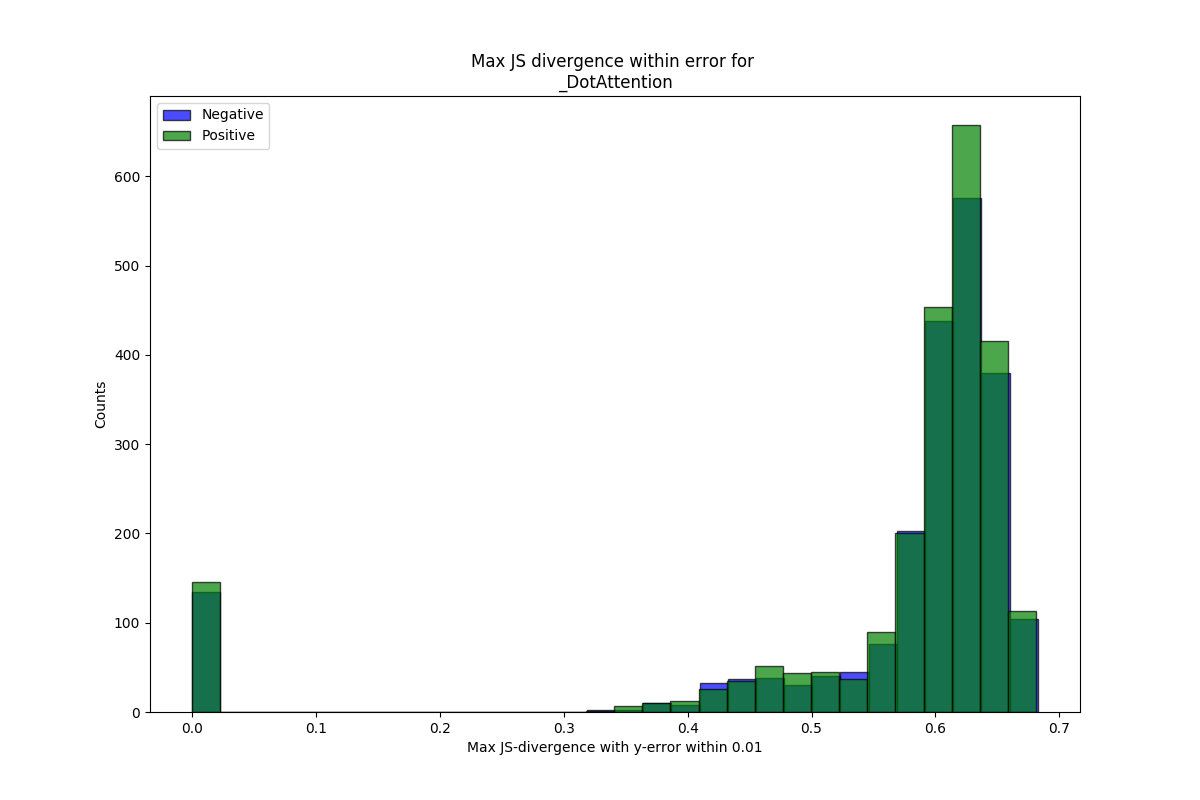 Max JS divergence within error for
_DotAttention
Negative
Positive
600
500
400
300
200
100
0
Counts
0.0 0.1 0.2 0.3 0.4 0.5 0.6 0.7
Max JS-divergence with y-error within 0.01